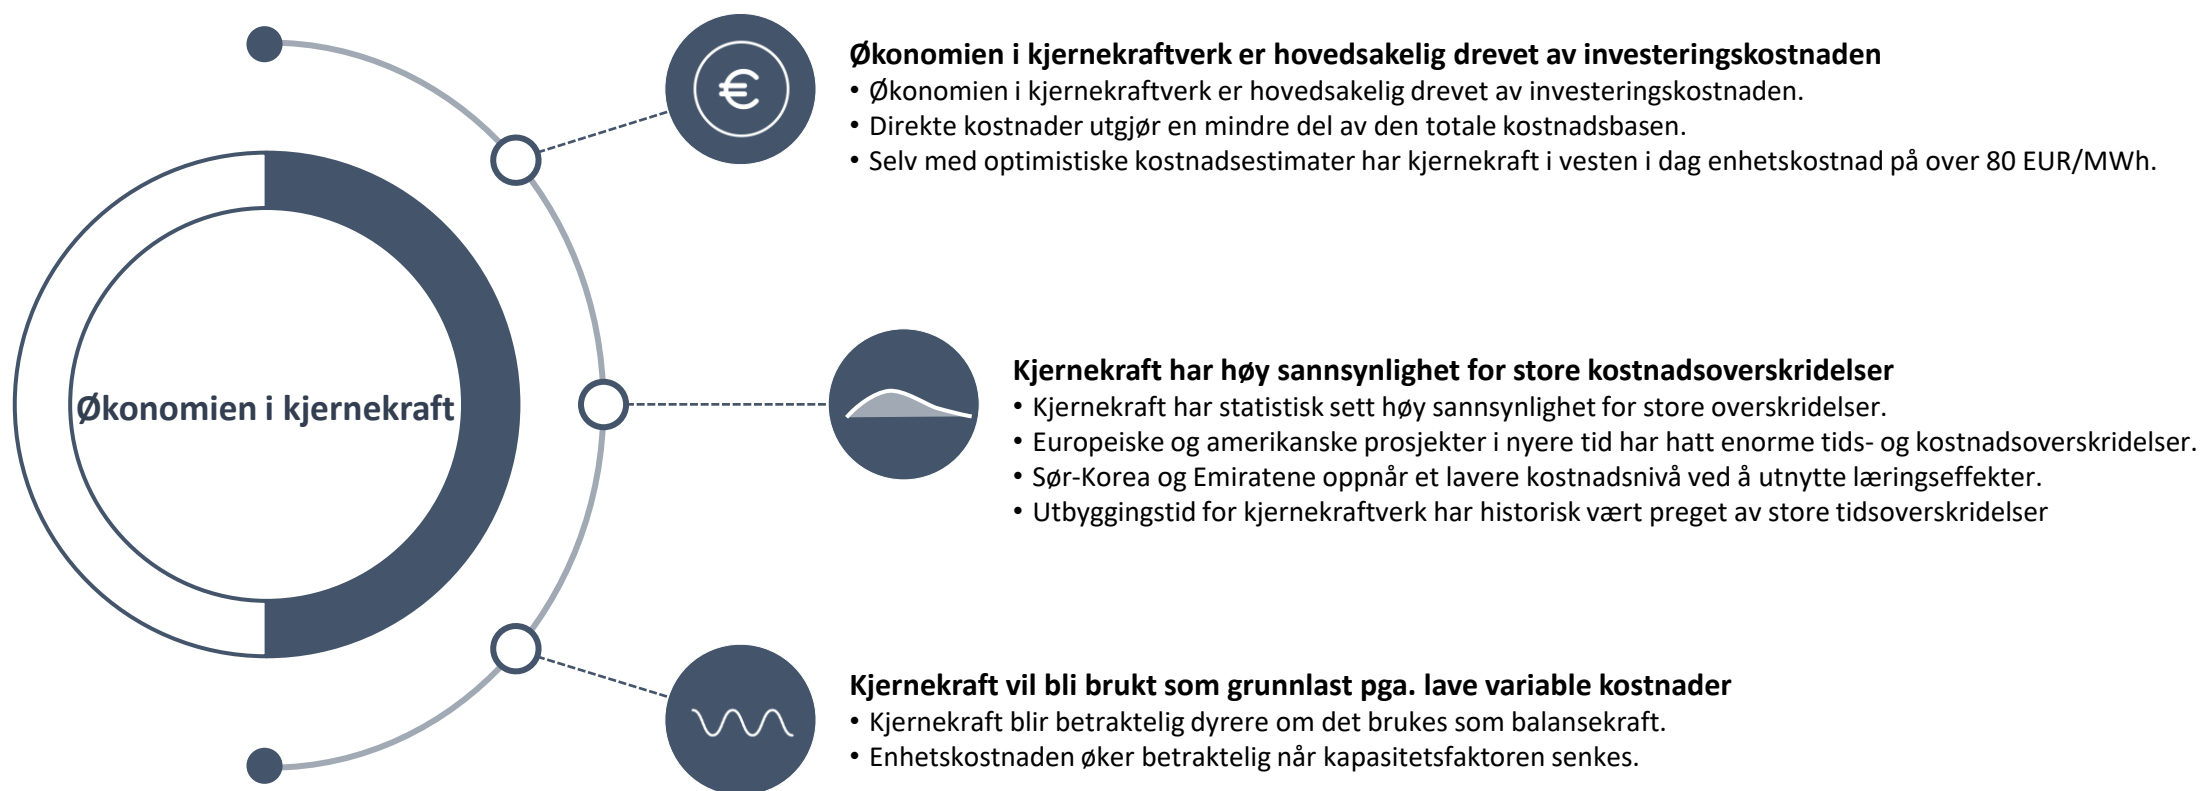 Økonomien i kjernekraft
€
Økonomien i kjernekraftverk er hovedsakelig drevet av investeringskostnaden
• Økonomien i kjernekraftverk er hovedsakelig drevet av investeringskostnaden.
• Direkte kostnader utgjør en mindre del av den totale kostnadsbasen.
• Selv med optimistiske kostnadsestimater har kjernekraft i vesten i dag enhetskostnad på over 80 EUR/MWh.
Kjernekraft har høy sannsynlighet for store kostnadsoverskridelser
• Kjernekraft har statistisk sett høy sannsynlighet for store overskridelser.
• Europeiske og amerikanske prosjekter i nyere tid har hatt enorme tids- og kostnadsoverskridelser.
• Sør-Korea og Emiratene oppnår et lavere kostnadsnivå ved å utnytte læringseffekter.
• Utbyggingstid for kjernekraftverk har historisk vært preget av store tidsoverskridelser
Kjernekraft vil bli brukt som grunnlast pga. lave variable kostnader
• Kjernekraft blir betraktelig dyrere om det brukes som balansekraft.
• Enhetskostnaden øker betraktelig når kapasitetsfaktoren senkes.